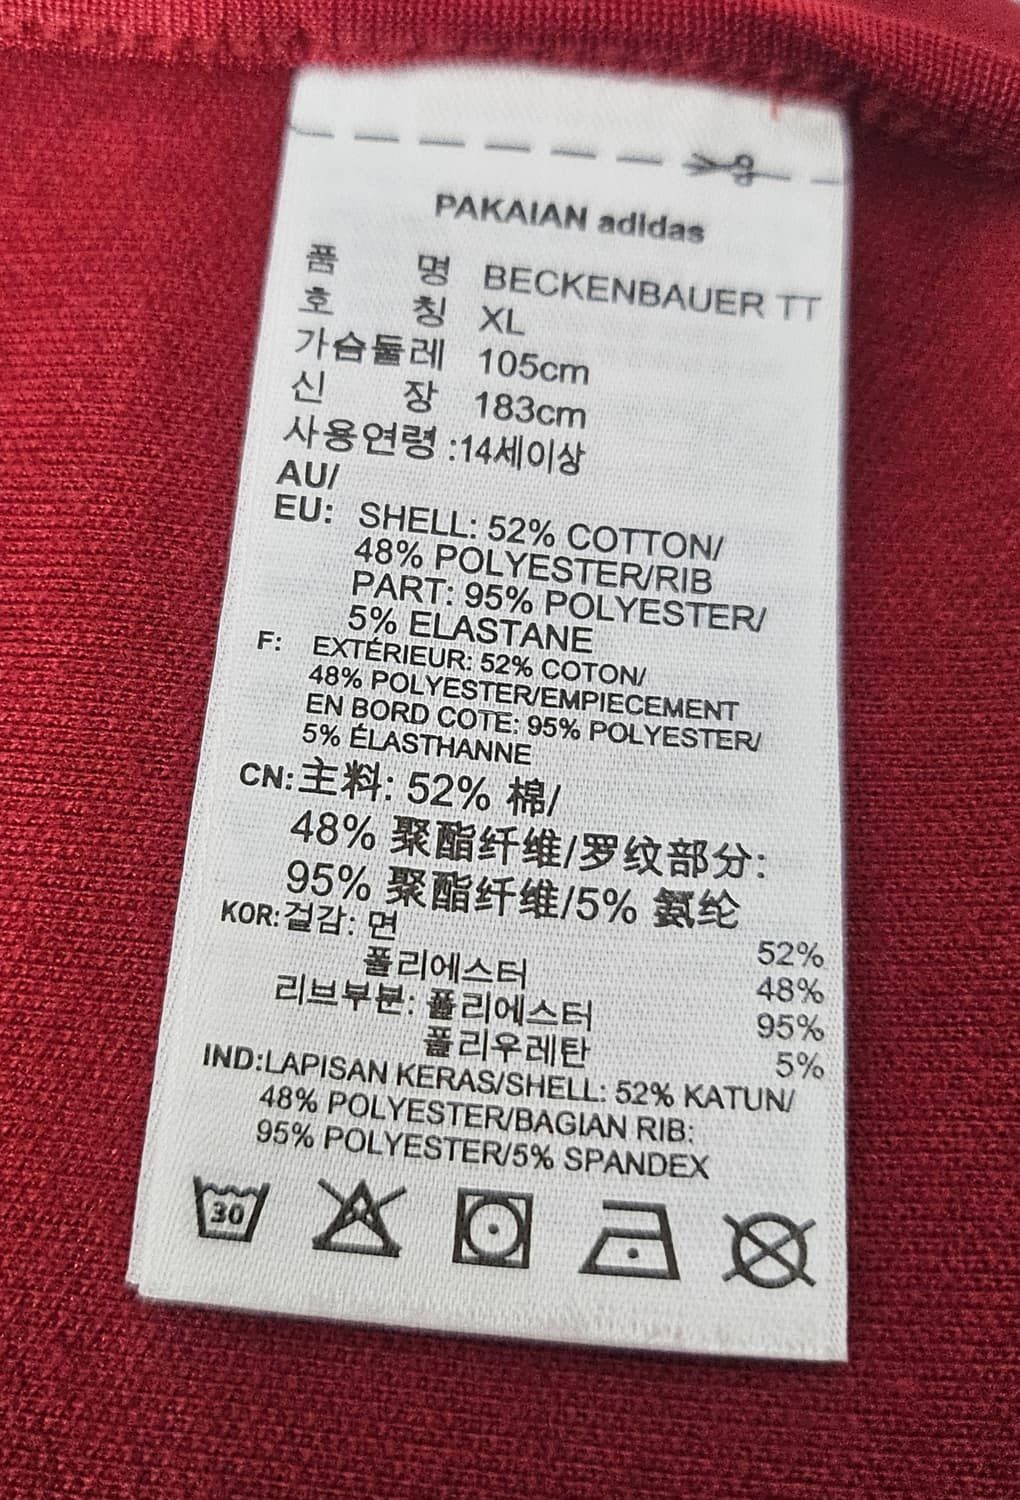 PAKAIAN adidas
품 명 BECKENBAUER TT
호 칭 XL
가슴둘레 105cm
신 장 183cm
사용연령 :14세이상
AU/
EU: SHELL: 52% COTTON/
48% POLYESTER/RIB
PART: 95% POLYESTER/
5% ELASTANE
F: EXTÉRIEUR: 52% COTON/
48% POLYESTER/EMPIECEMENT
EN BORD COTE: 95% POLYESTER/
5% ÉLASTHANNE
CN:主料: 52% 棉/
48% 聚酯纤维/罗纹部分:
95% 聚酯纤维/5% 氨纶
KOR:겉감: 면 52%
폴리에스터 48%
리브부분: 폴리에스터 95%
폴리우레탄 5%
IND:LAPISAN KERAS/SHELL: 52% KATUN/
48% POLYESTER/BAGIAN RIB:
95% POLYESTER/5% SPANDEX
30